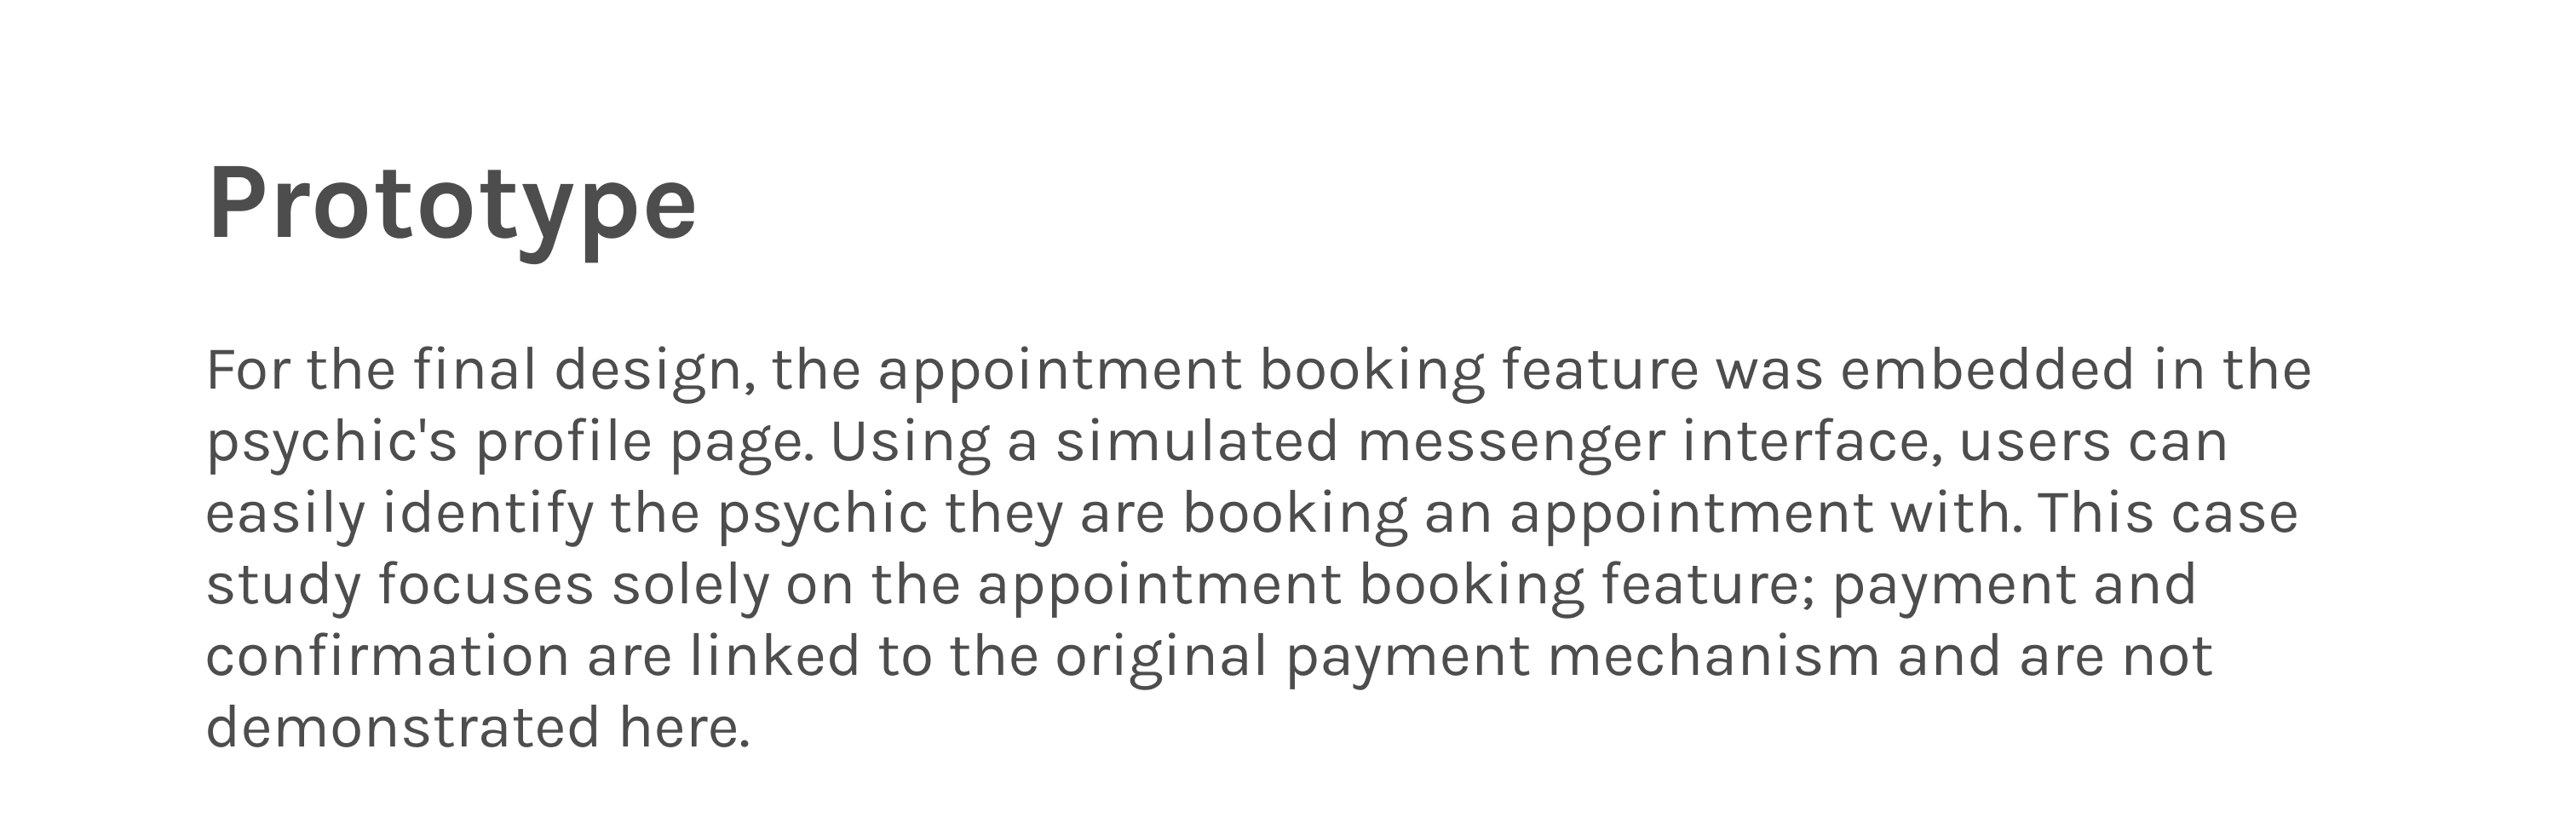 Prototype
For the final design, the appointment booking feature was embedded in the
psychic's profile page. Using a simulated messenger interface, users can
easily identify the psychic they are booking an appointment with. This case
study focuses solely on the appointment booking feature; payment and
confirmation are linked to the original payment mechanism and are not
demonstrated here.